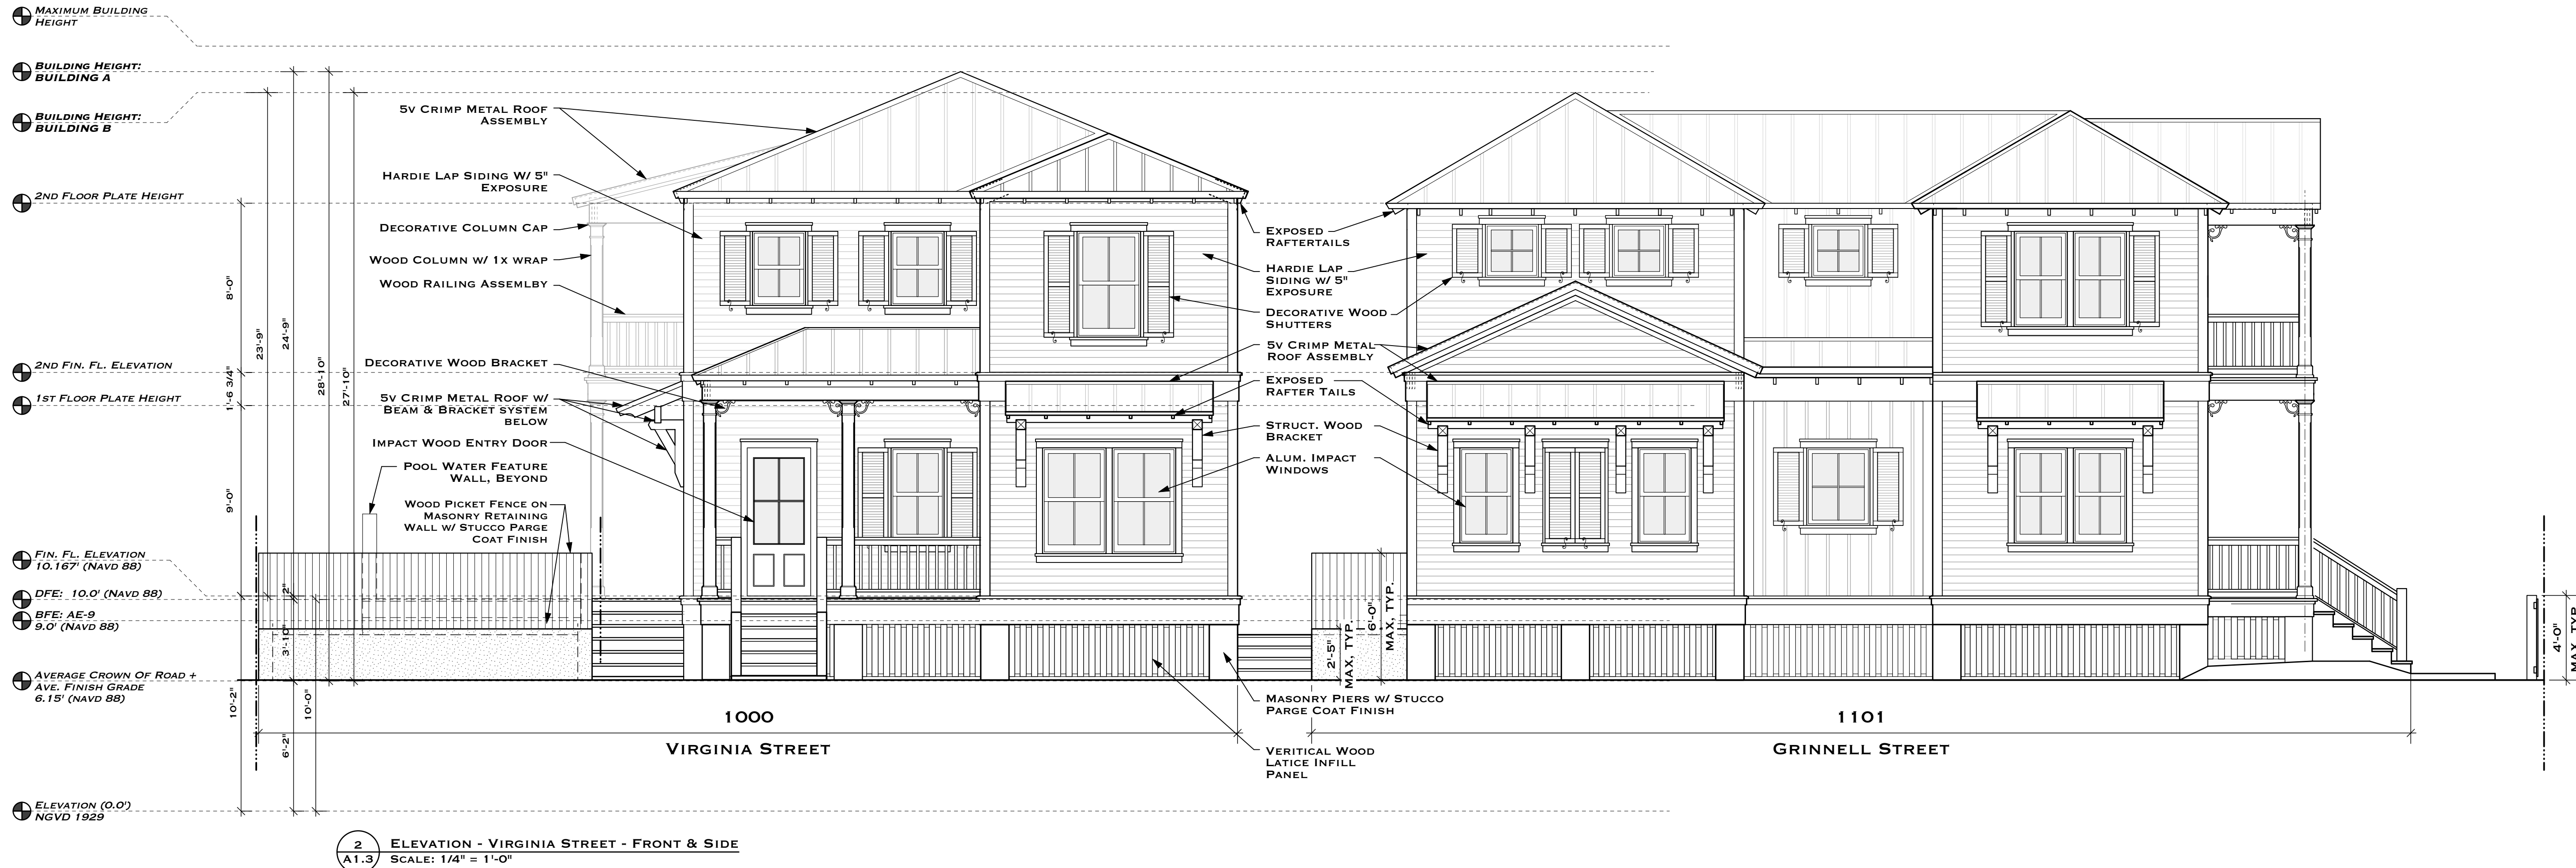 Maximum Building
Height
Building Height:
Building A
Building Height:
Building B
2nd Floor Plate Height
2nd Fin. Fl. Elevation
1st Floor Plate Height
Fin. Fl. Elevation
10.167' (Navd 88)
DFE: 10.0' (Navd 88)
BFE: AE-9
9.0' (Navd 88)
Average Crown Of Road +
Ave. Finish Grade
6.15' (navd 88)
Elevation (0.0')
NGVD 1929
8'-0"
1'-6 3/4"
9'-0"
10'-2"
23'-9"
24'-9"
2"
3'-10"
6'-2"
10'-0"
28'-10"
27'-10"
5v Crimp Metal Roof
Assembly
Hardie Lap Siding W/ 5"
Exposure
Decorative Column Cap
Wood Column w/ 1x wrap
Wood Railing Assemlby
Decorative Wood Bracket
5v Crimp Metal Roof w/
Beam & Bracket system
below
Impact Wood Entry Door
Pool Water Feature
Wall, Beyond
Wood Picket Fence on
Masonry Retaining
Wall w/ Stucco Parge
Coat Finish
Exposed
Raftertails
Hardie Lap
Siding w/ 5"
Exposure
Decorative Wood
Shutters
5v Crimp Metal
Roof Assembly
Exposed
Rafter Tails
Struct. Wood
Bracket
Alum. Impact
Windows
2'-5"
MAX, TYP.
6'-0"
MAX, TYP.
4'-0"
MAX, TYP.
Masonry Piers w/ Stucco
Parge Coat Finish
Veritical Wood
Latice Infill
Panel
1000
Virginia Street
1101
Grinnell Street
2
A1.3
Elevation - Virginia Street - Front & Side
Scale: 1/4" = 1'-0"